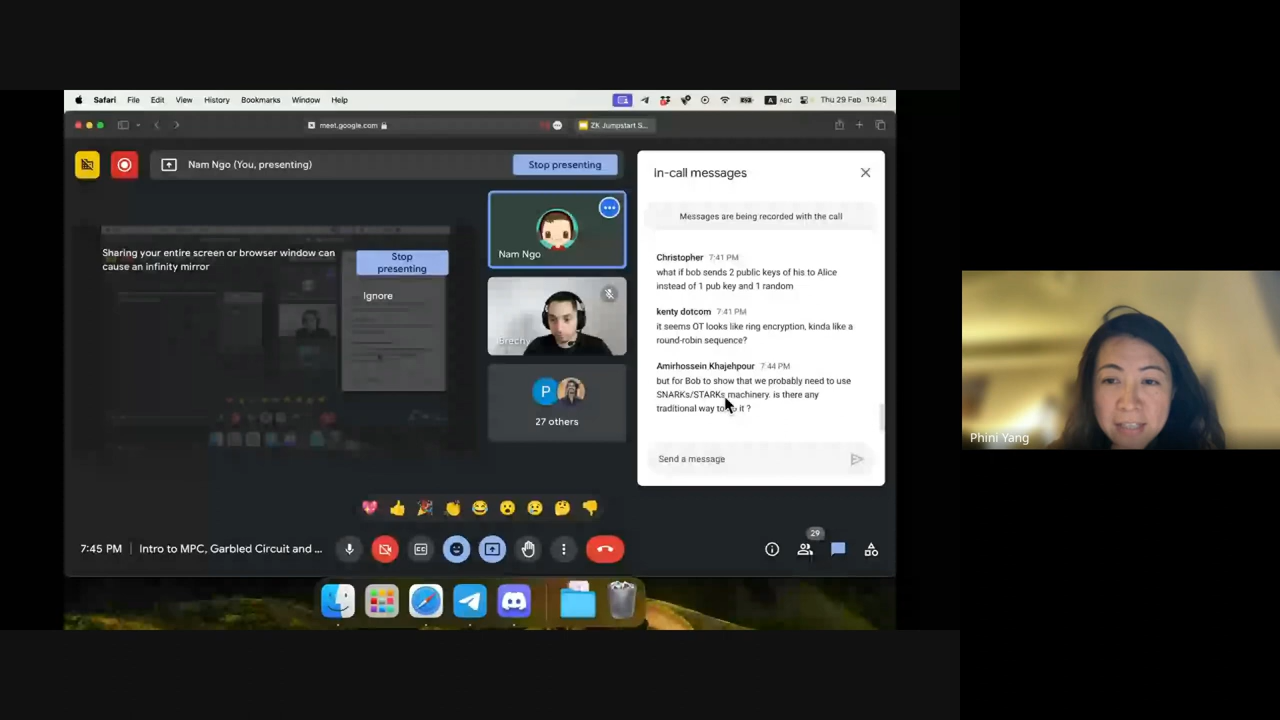 Safari File Edit View History Bookmarks Window Help
ABC Thu 29 Feb 19:45
meet.google.com
ZK Jumpstart S...
Nam Ngo (You, presenting)
Stop presenting
Sharing your entire screen or browser window can
cause an infinity mirror
Stop
presenting
Ignore
Nam Ngo
P
27 others
in-call messages
Messages are being recorded with the call
Christopher 7:41 PM
what if bob sends 2 public keys of his to Alice
instead of 1 pub key and 1 random
kenty dotcom 7:41 PM
it seems OT looks like ring encryption, kinda like a
round-robin sequence?
Amirhossein Khajehpour 7:44 PM
but for Bob to show that we probably need to use
SNARKs/STARKs machinery. is there any
traditional way to it ?
Send a message
7:45 PM Intro to MPC, Garbled Circuit and ...
CC
29
Phini Yang